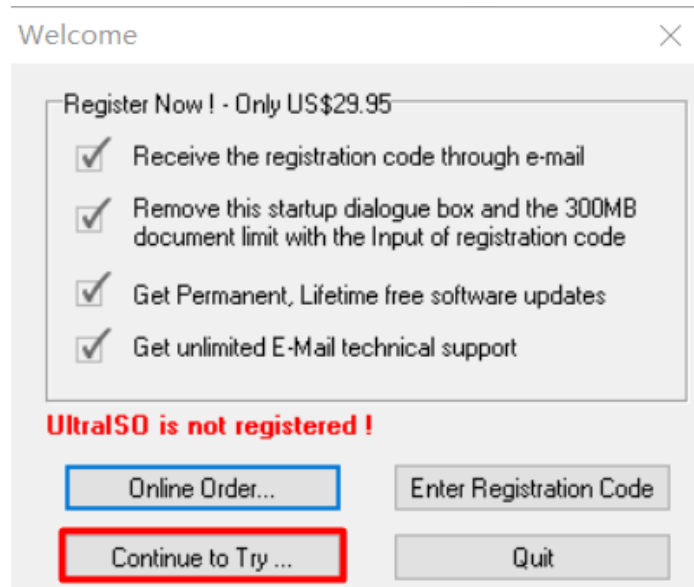 Welcome
Register Now ! - Only US$29.95
Receive the registration code through e-mail
Remove this startup dialogue box and the 300MB
document limit with the Input of registration code
Get Permanent, Lifetime free software updates
Get unlimited E-Mail technical support
UltraISO is not registered !
Online Order...
Enter Registration Code
Continue to Try ...
Quit